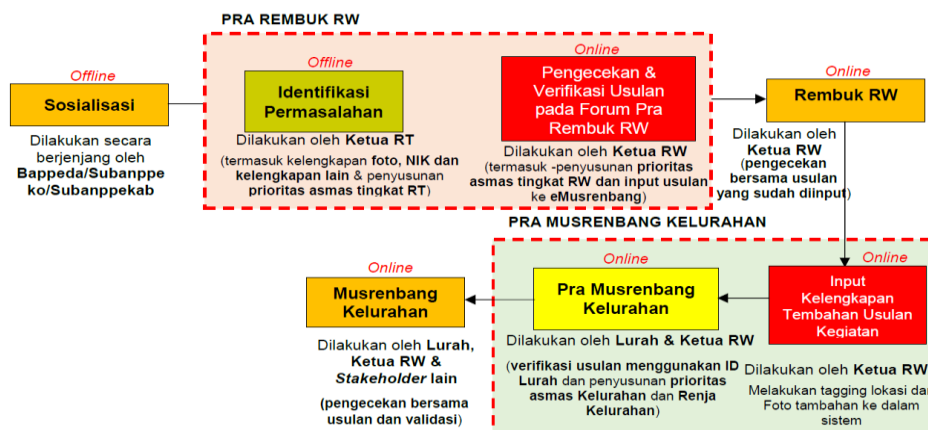 PRA REMBUK RW
Offline
Sosialisasi
Dilakukan secara
berjenjang oleh
Bappeda/Subanppe
ko/Subanppekab
Offline
Identifikasi
Permasalahan
Dilakukan oleh Ketua RT
(termasuk kelengkapan foto, NIK dan
kelengkapan lain & penyusunan
prioritas asmas tingkat RT)
Online
Pengecekan &
Verifikasi Usulan
pada Forum Pra
Rembuk RW
Dilakukan oleh Ketua RW
(termasuk -penyusunan prioritas
asmas tingkat RW dan input usulan
ke eMusrenbang)
Online
Rembuk RW
Dilakukan oleh
Ketua RW
(pengecekan
bersama usulan
yang sudah diinput)
PRA MUSRENBANG KELURAHAN
Online
Input
Kelengkapan
Tembahan Usulan
Kegiatan
Dilakukan oleh Ketua RW
Melakukan tagging lokasi dan
Foto tambahan ke dalam
sistem
Online
Pra Musrenbang
Kelurahan
Dilakukan oleh Lurah & Ketua RW
(verifikasi usulan menggunakan ID
Lurah dan penyusunan prioritas
asmas Kelurahan dan Renja
Kelurahan)
Online
Musrenbang
Kelurahan
Dilakukan oleh Lurah,
Ketua RW &
Stakeholder lain
(pengecekan bersama
usulan dan validasi)